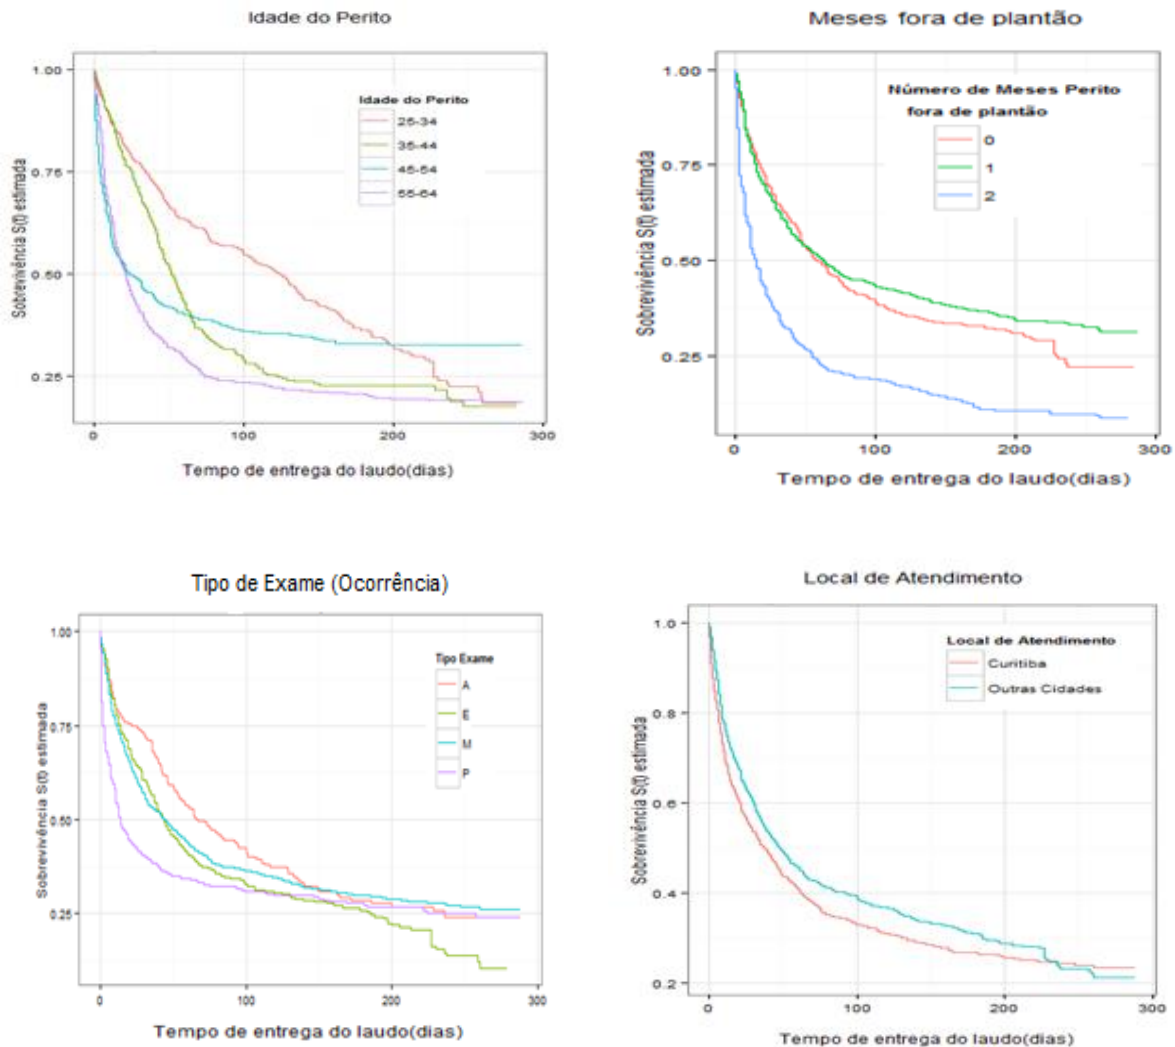 Idade do Perito
1.00
0.75
0.50
0.25
Sobrevivência S(t) estimada
Idade do Perito
25-34
35-44
45-54
55-64
0 100 200 300
Tempo de entrega do laudo(dias)
Meses fora de plantão
1.00
0.75
0.50
0.25
Sobrevivência S(t) estimada
Número de Meses Perito
fora de plantão
0
1
2
0 100 200 300
Tempo de entrega do laudo(dias)
Tipo de Exame (Ocorrência)
1.00
0.75
0.50
0.25
Sobrevivência S(t) estimada
Tipo Exame
A
E
M
P
0 100 200 300
Tempo de entrega do laudo(dias)
Local de Atendimento
1.0
0.8
0.6
0.4
0.2
Sobrevivência S(t) estimada
Local de Atendimento
Curitiba
Outras Cidades
0 100 200 300
Tempo de entrega do laudo(dias)